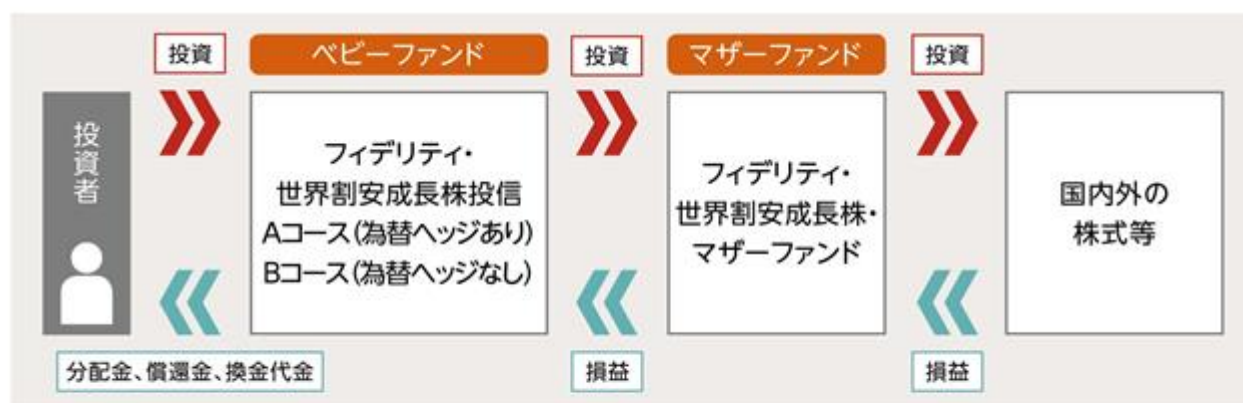 投資
ベビーファンド
投資
マザーファンド
投資
投資者
フィデリティ・
世界割安成長株投信
Aコース(為替ヘッジあり)
Bコース(為替ヘッジなし)
フィデリティ・
世界割安成長株・
マザーファンド
国内外の
株式等
分配金、償還金、換金代金
損益
損益